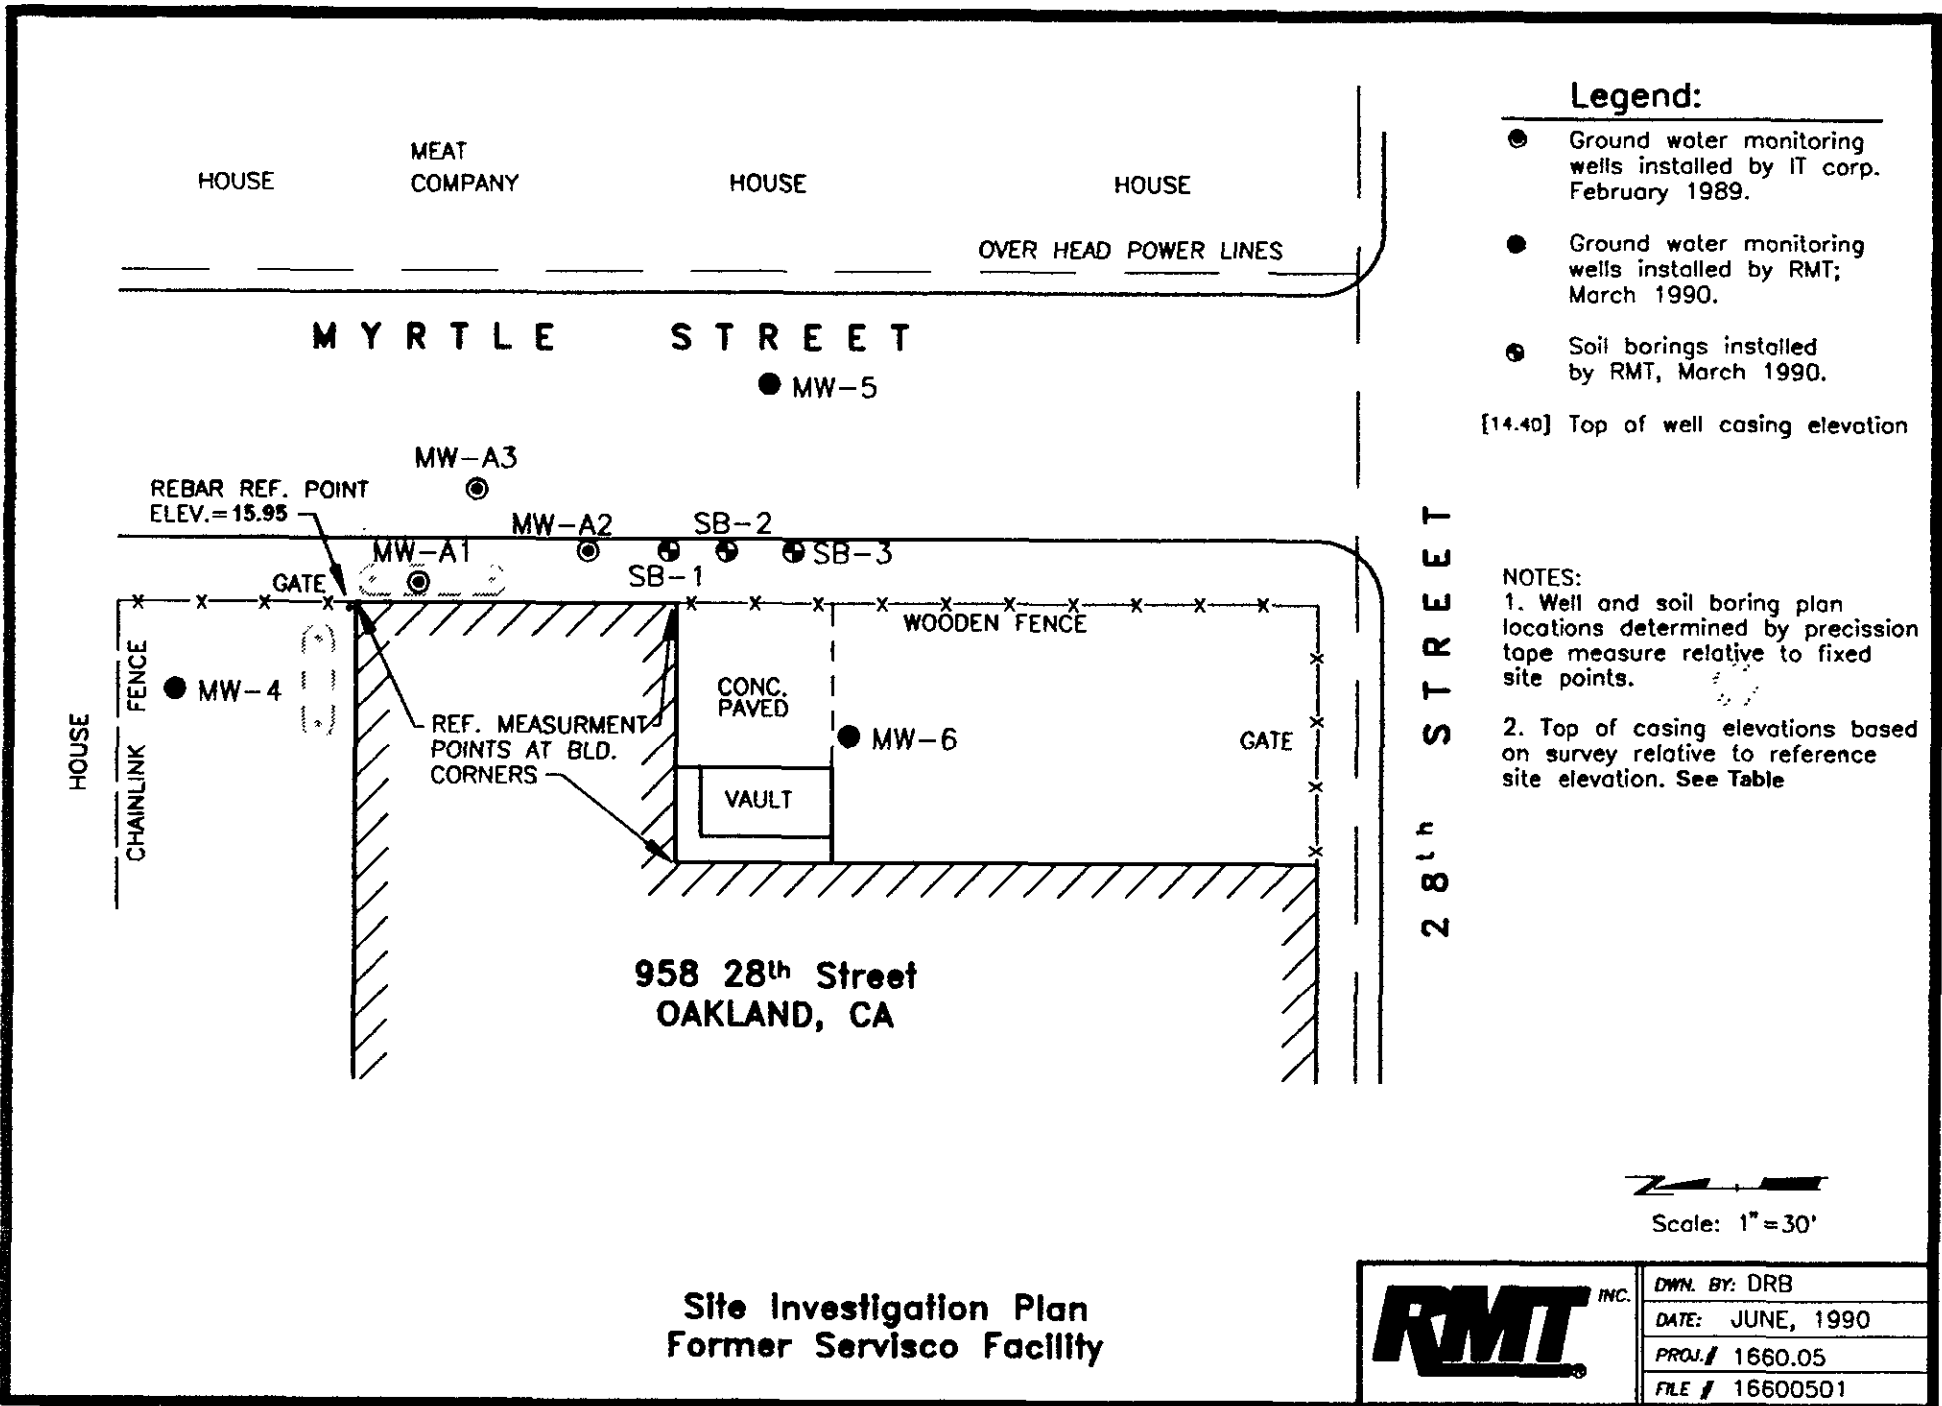 Legend:
Ground water monitoring
wells installed by IT corp.
February 1989.
Ground water monitoring
wells installed by RMT;
March 1990.
Soil borings installed
by RMT, March 1990.
[14.40] Top of well casing elevation
HOUSE
MEAT
COMPANY
HOUSE
HOUSE
OVER HEAD POWER LINES
MYRTLE STREET
MW-5
MW-A3
REBAR REF. POINT
ELEV.=15.95
MW-A2
SB-2
MW-A1
SB-3
SB-1
GATE
WOODEN FENCE
HOUSE
CHAINLINK FENCE
MW-4
CONC.
PAVED
REF. MEASURMENT
POINTS AT BLD.
CORNERS
MW-6
GATE
VAULT
28th STREET
NOTES:
1. Well and soil boring plan
locations determined by precission
tape measure relative to fixed
site points.
2. Top of casing elevations based
on survey relative to reference
site elevation. See Table
958 28th Street
OAKLAND, CA
Z
Scale: 1"=30'
Site Investigation Plan
Former Servisco Facility
RMT INC.
®
DWN. BY: DRB
DATE: JUNE, 1990
PROJ.# 1660.05
FILE # 16600501